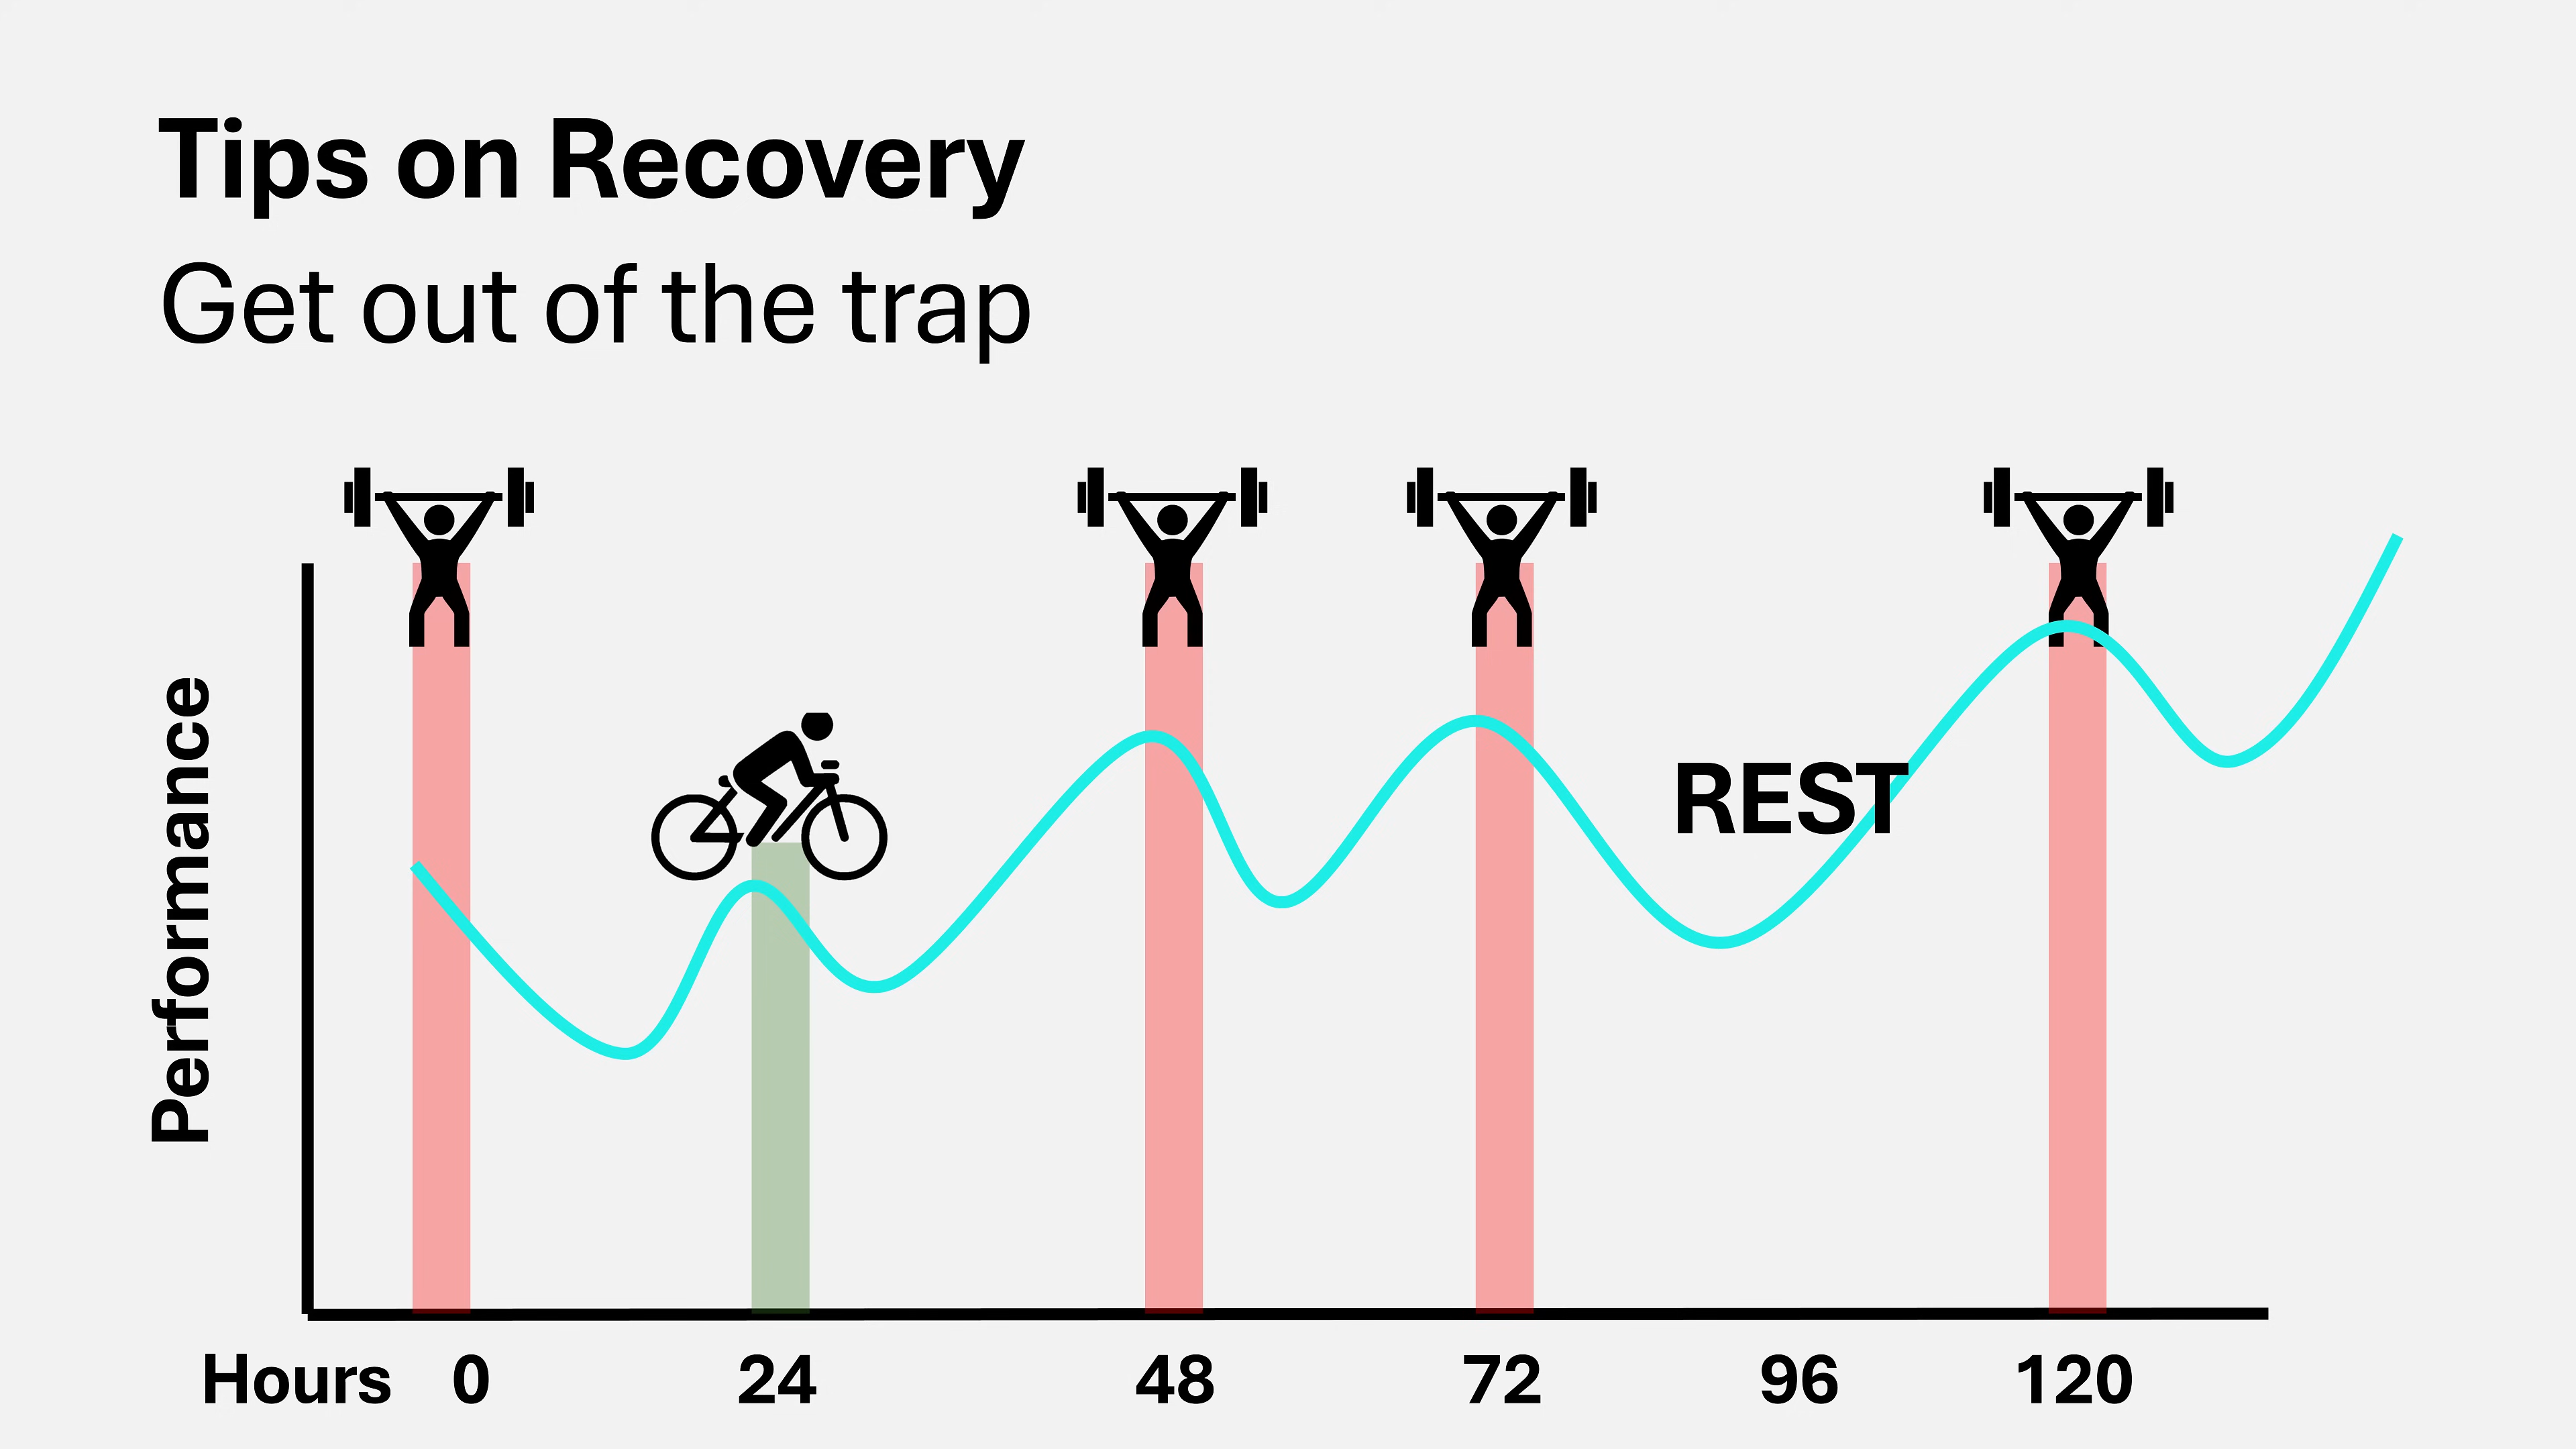 Tips on Recovery
Get out of the trap
Performance
REST
Hours 0 24 48 72 96 120